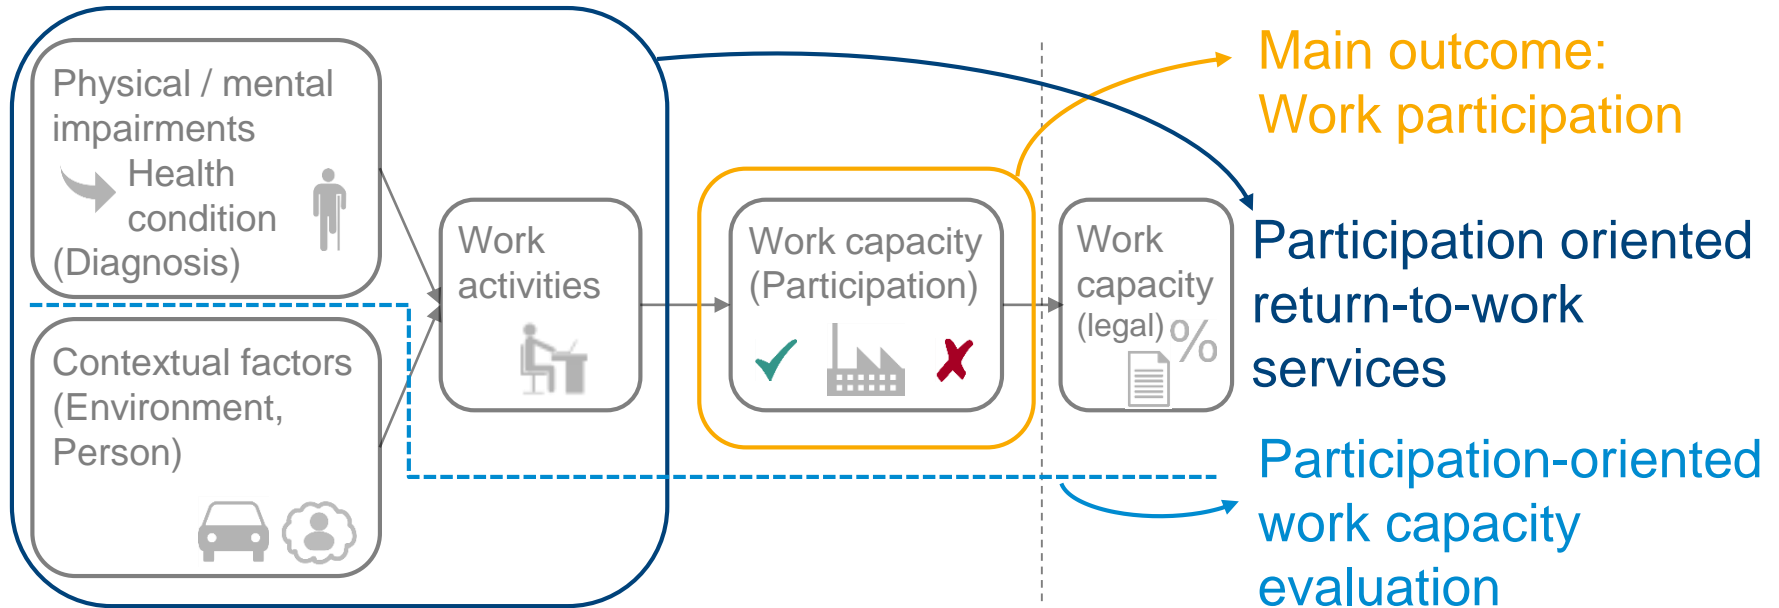 Physical / mental
impairments
Health
condition
(Diagnosis)
Contextual factors
(Environment,
Person)
Work
activities
Work capacity
(Participation)
Work
capacity
(legal)
%
Main outcome:
Work participation
Participation oriented
return-to-work
services
Participation-oriented
work capacity
evaluation